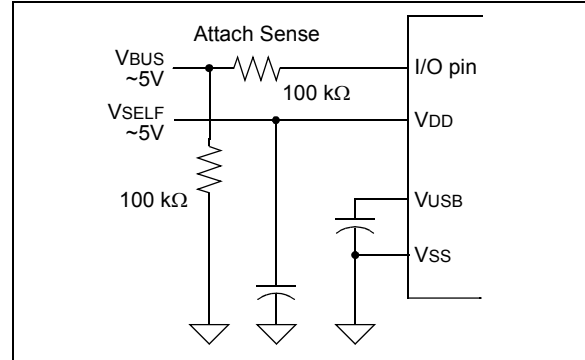 Attach Sense
VBUS
~5V
I/O pin
100 kΩ
VSELF
~5V
VDD
100 kΩ
VUSB
VSS